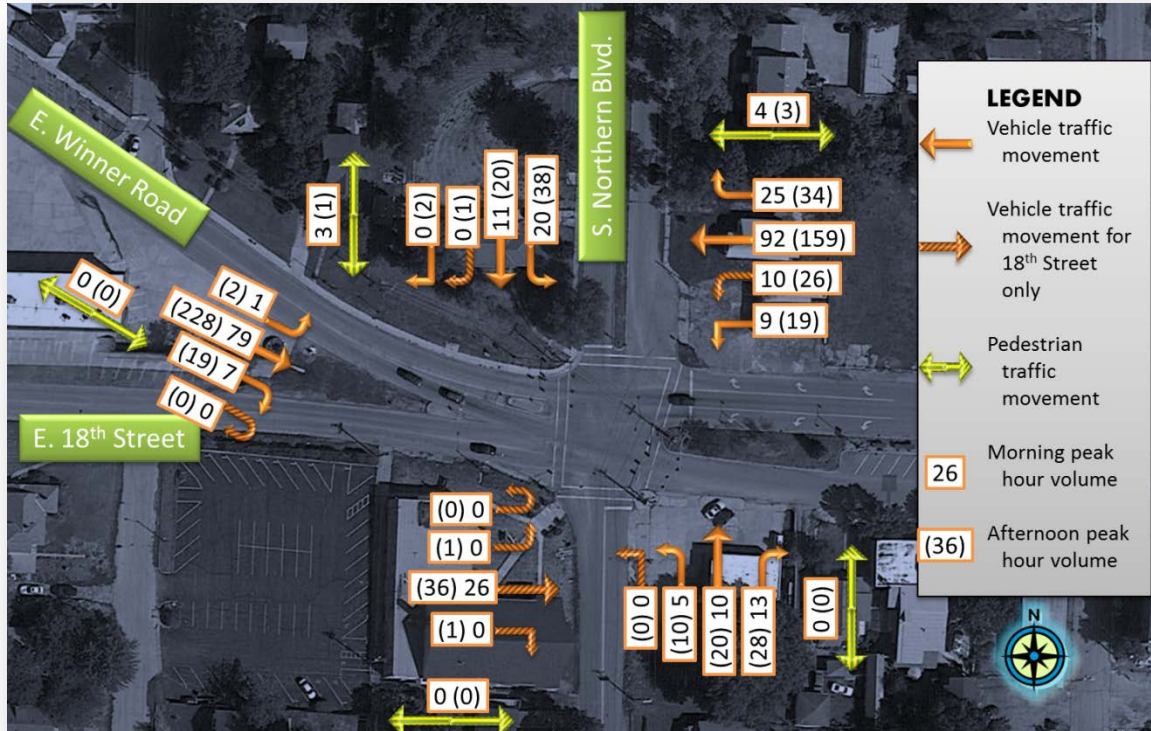 E. Winner Road
S. Northern Blvd.
E. 18th Street
4 (3)
25 (34)
92 (159)
10 (26)
9 (19)
3 (1)
0 (2)
0 (1)
11 (20)
20 (38)
0 (0)
(2) 1
(228) 79
(19) 7
(0) 0
(0) 0
(1) 0
(36) 26
(1) 0
0 (0)
(0) 0
(10) 5
(20) 10
(28) 13
0 (0)
LEGEND
Vehicle traffic
movement
Vehicle traffic
movement for
18th Street
only
Pedestrian
traffic
movement
26
Morning peak
hour volume
(36)
Afternoon peak
hour volume
N